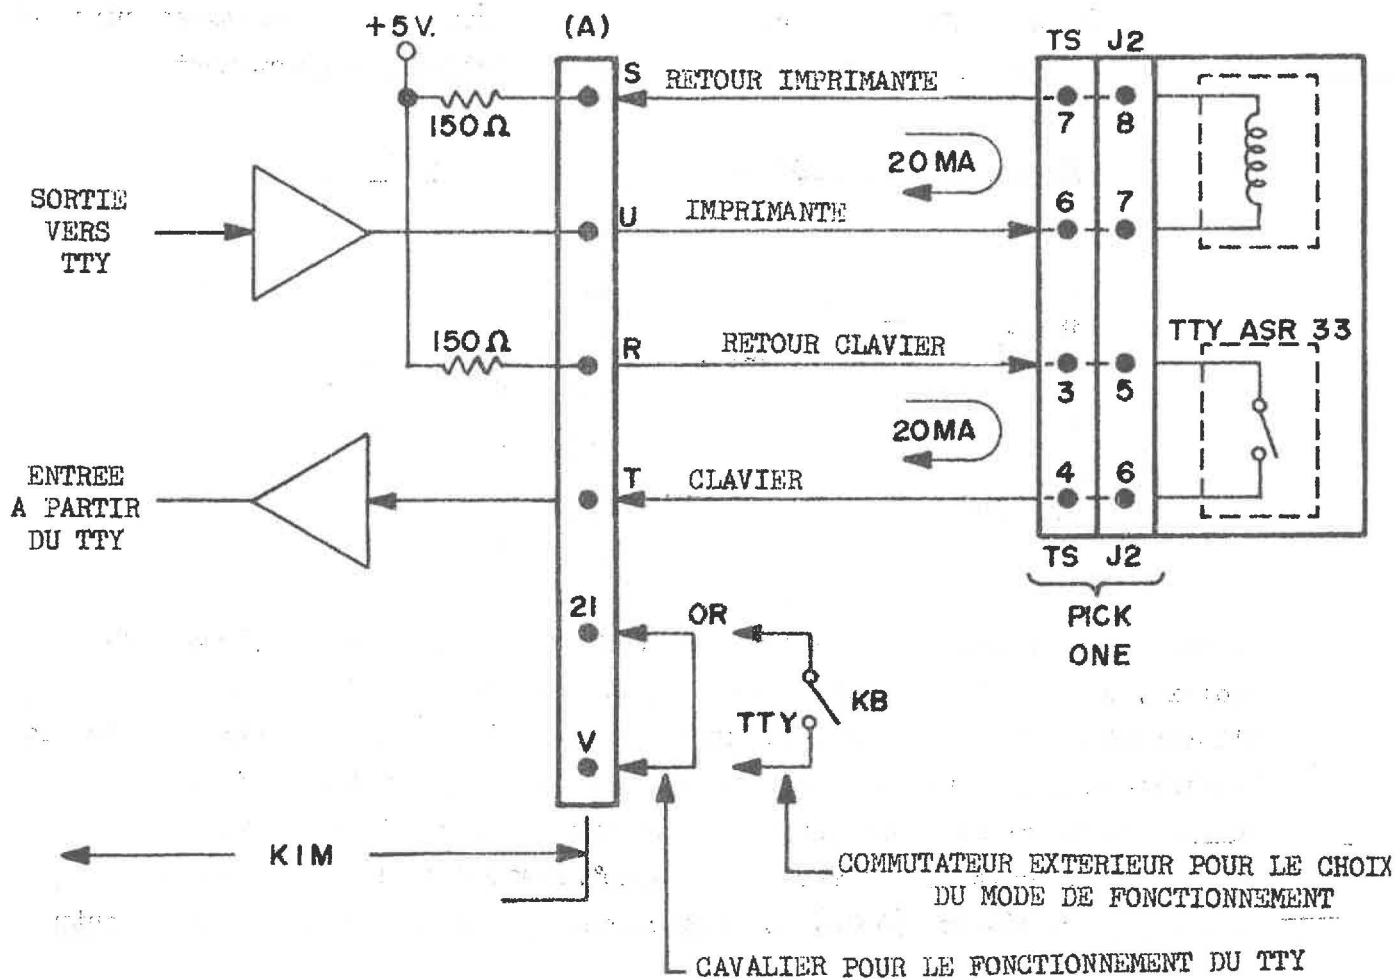 +5V.
(A)
TS J2
S
RETOUR IMPRIMANTE
150Ω
7 8
20 MA
SORTIE
VERS
TTY
U
IMPRIMANTE
6 7
150Ω
R
RETOUR CLAVIER
TTY ASR 33
3 5
20MA
ENTREE
A PARTIR
DU TTY
T
CLAVIER
4 6
TS J2
21
OR
PICK
ONE
KB
TTY
V
KIM
COMMUTATEUR EXTERIEUR POUR LE CHOIX
DU MODE DE FONCTIONNEMENT
CAVALIER POUR LE FONCTIONNEMENT DU TTY